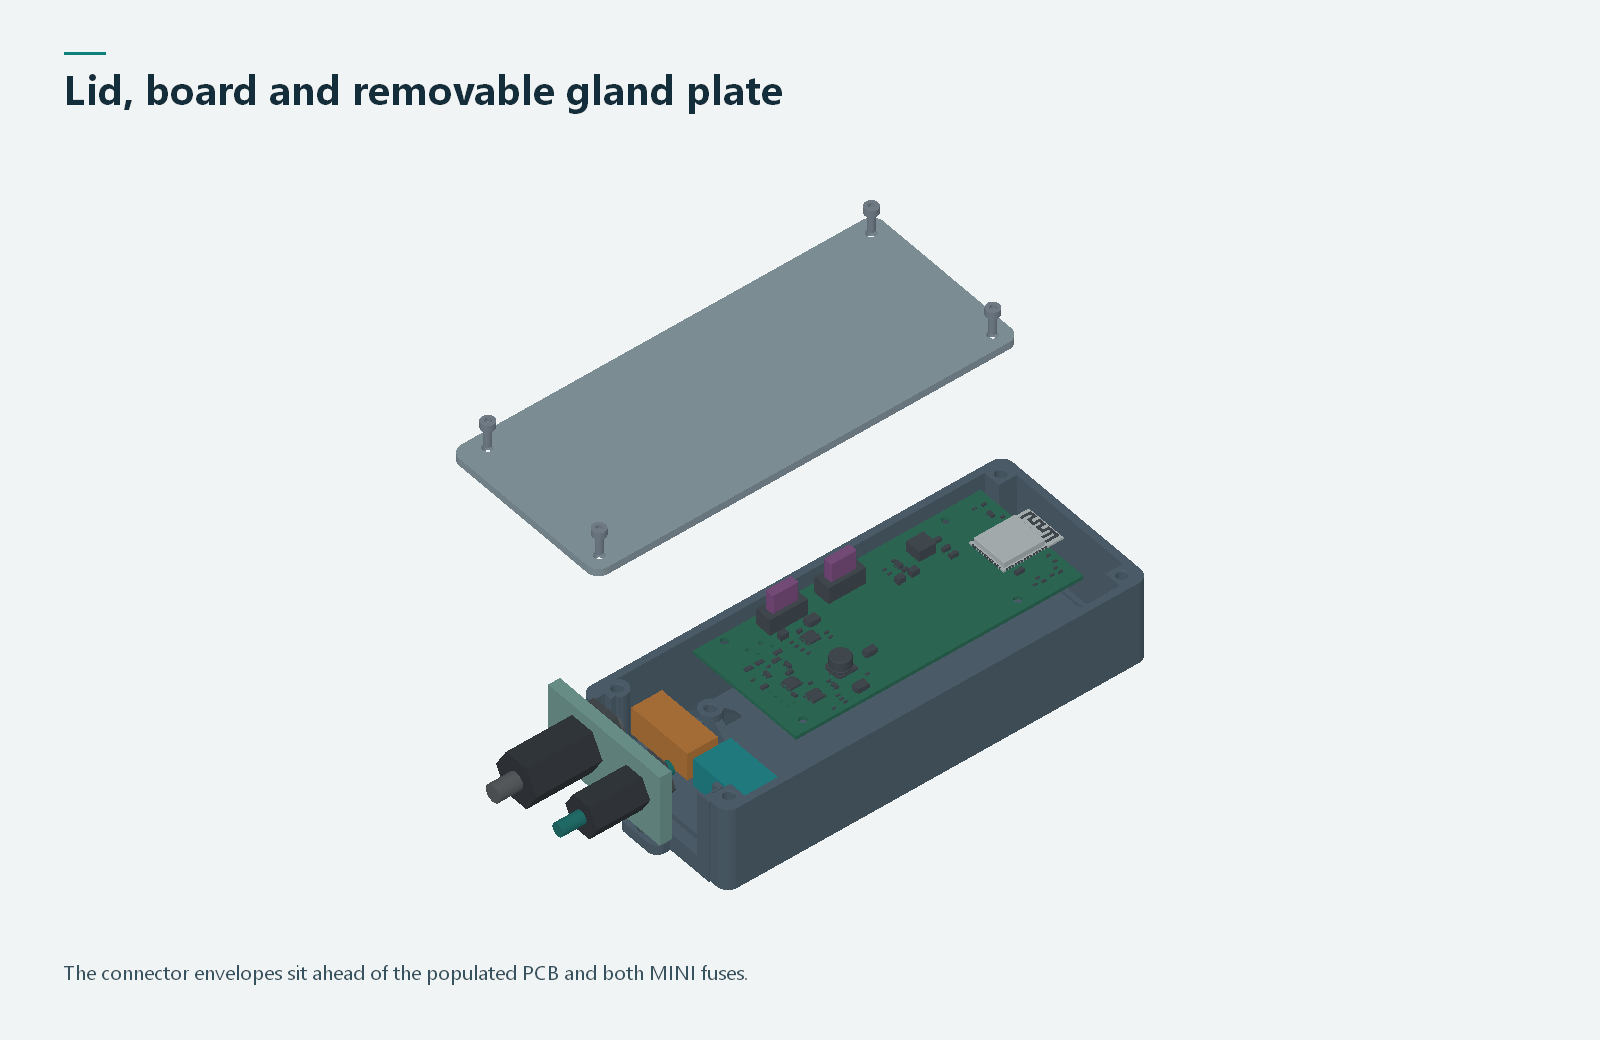 Lid, board and removable gland plate
The connector envelopes sit ahead of the populated PCB and both MINI fuses.